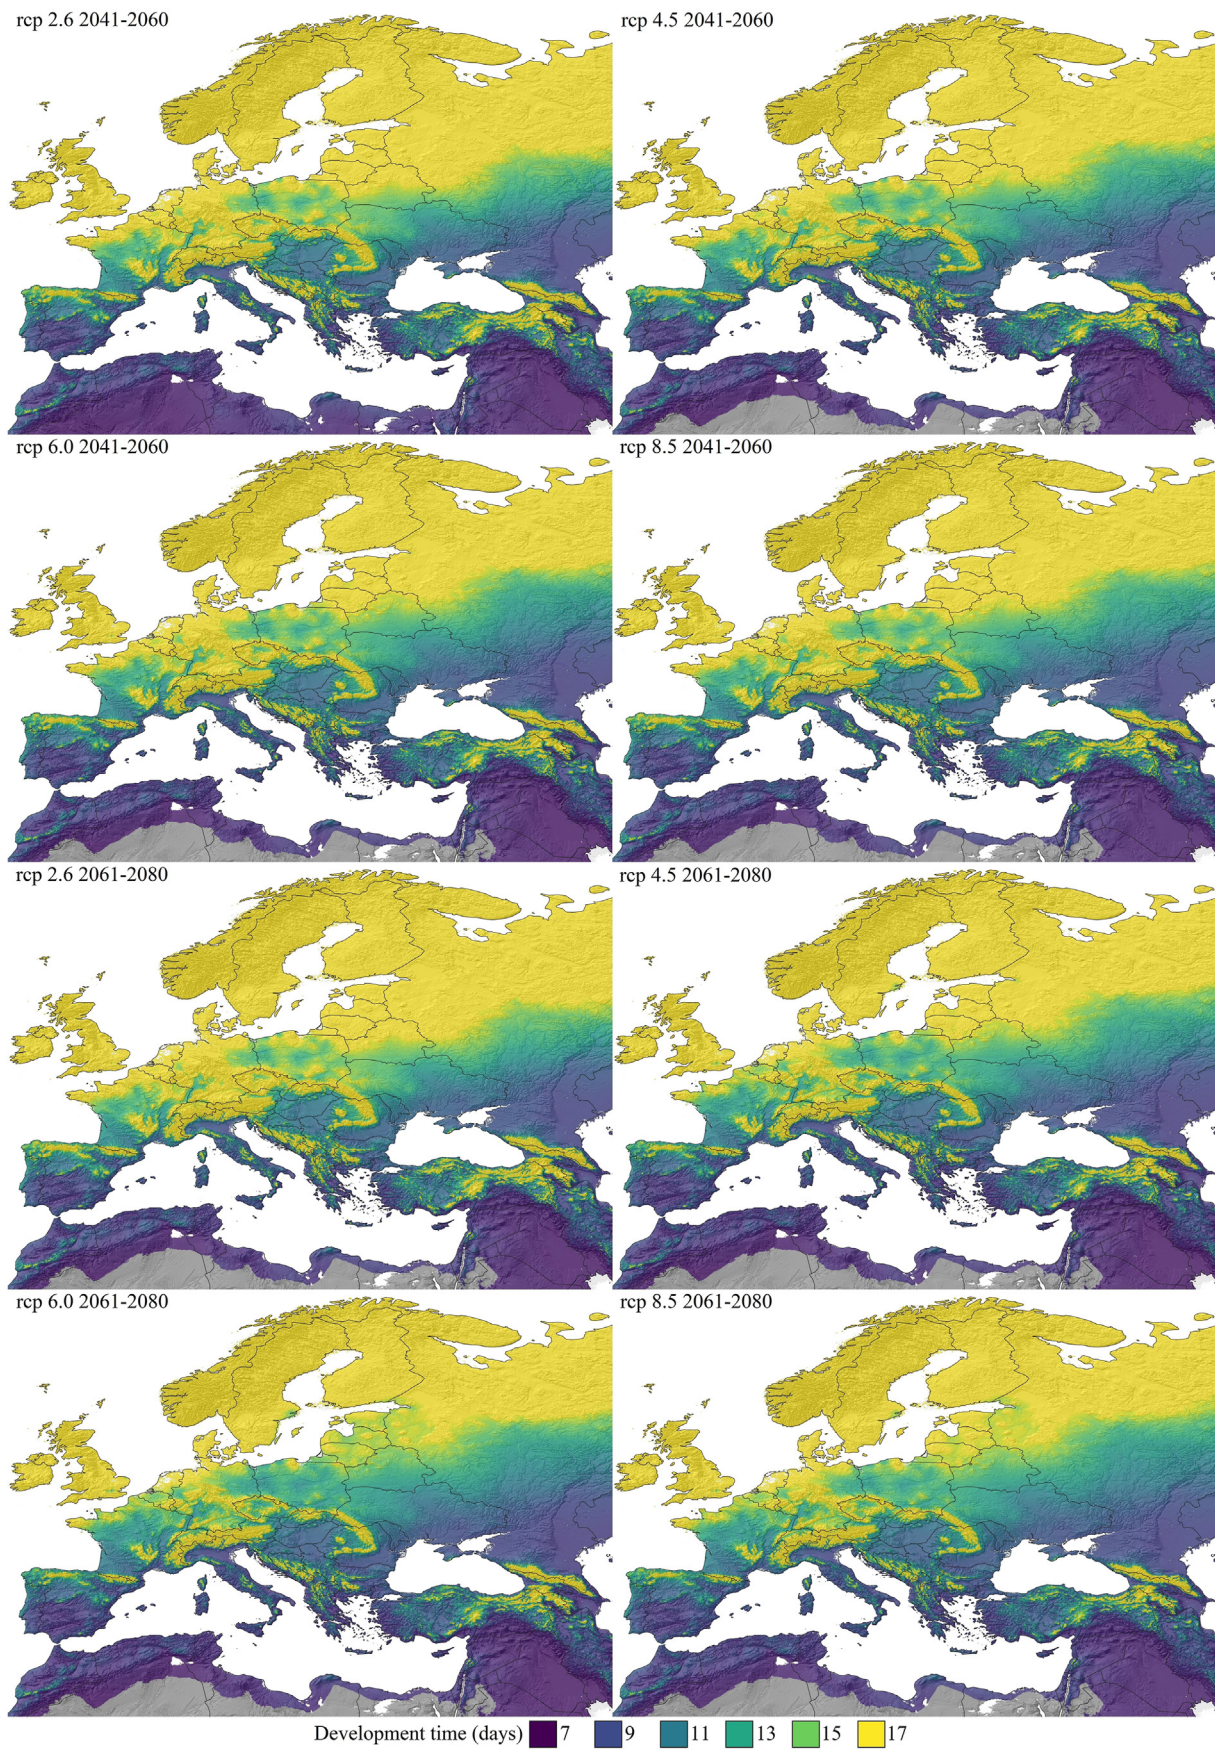 rcp 2.6 2041-2060
rcp 4.5 2041-2060
rcp 6.0 2041-2060
rcp 8.5 2041-2060
rcp 2.6 2061-2080
rcp 4.5 2061-2080
rcp 6.0 2061-2080
rcp 8.5 2061-2080
Development time (days) 7 9 11 13 15 17